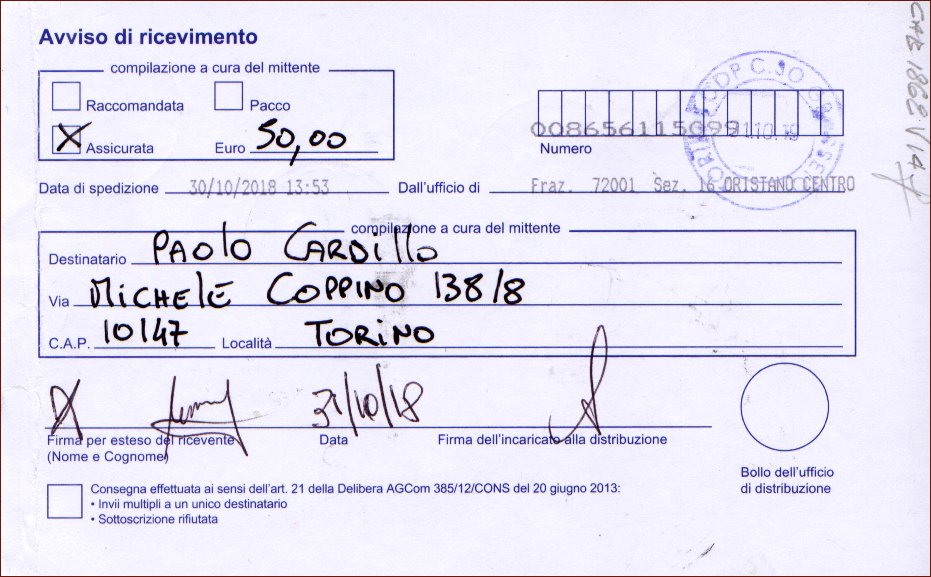 Avviso di ricevimento
compilazione a cura del mittente
Raccomandata Pacco
X Assicurata Euro 50,00
008656115099
Numero
Data di spedizione 30/10/2018 13:53 Dall'ufficio di Fraz. 72001 Sez. 16 ORISTANO CENTRO
compilazione a cura del mittente
Destinatario PAOLO CARDILLO
Via MICHELE COPPINO 138/8
C.A.P. 10147 Località TORINO
X 31/10/18
Firma per esteso del ricevente Data Firma dell'incaricato alla distribuzione
(Nome e Cognome)
Bollo dell'ufficio
di distribuzione
Consegna effettuata ai sensi dell'art. 21 della Delibera AGCom 385/12/CONS del 20 giugno 2013:
• Invii multipli a un unico destinatario
• Sottoscrizione rifiutata